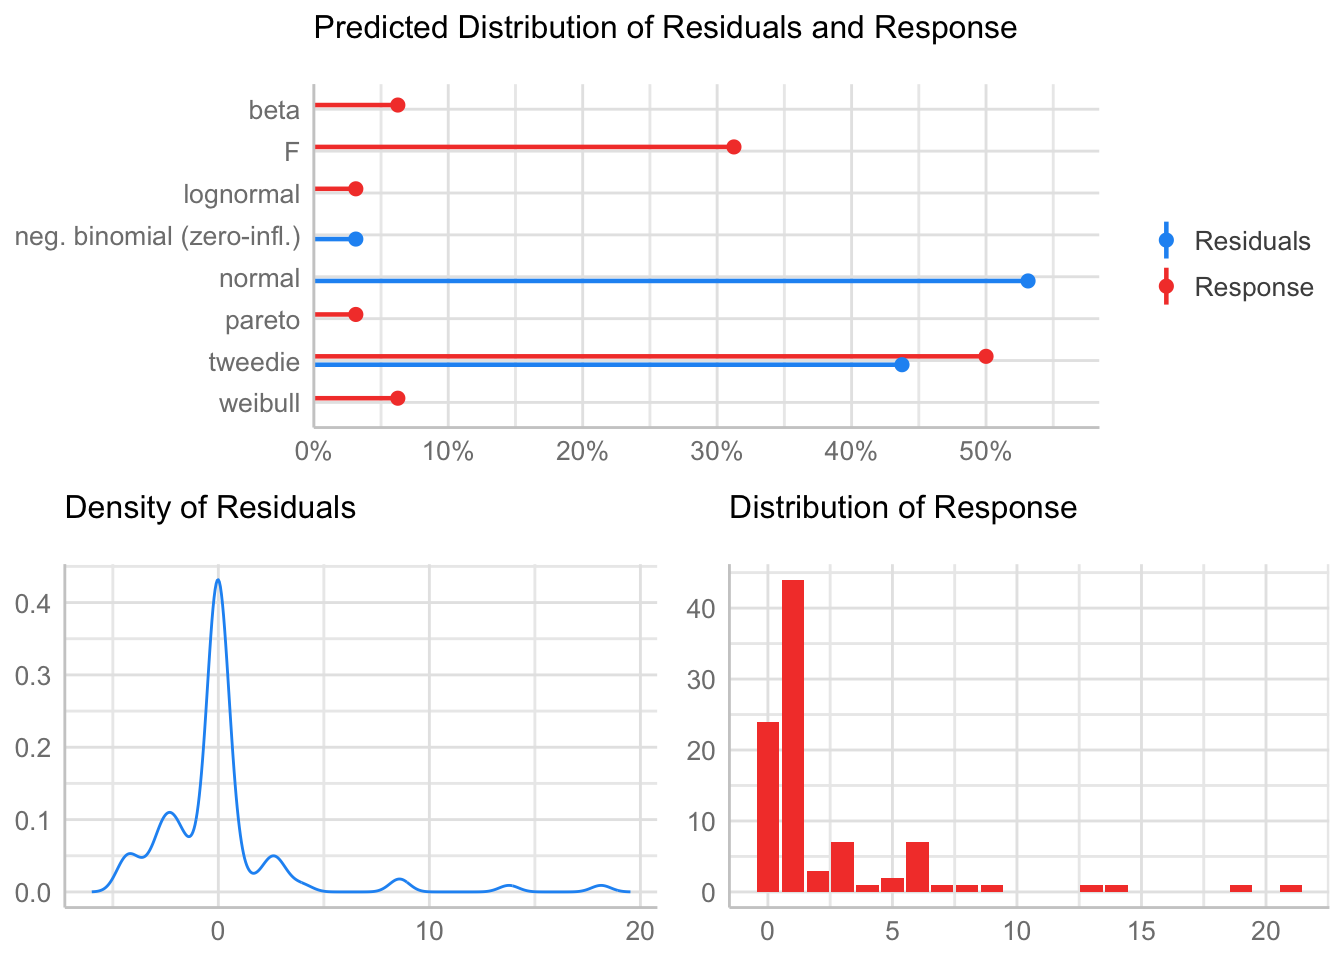 Predicted Distribution of Residuals and Response
beta
F
lognormal
neg. binomial (zero-infl.)
normal
pareto
tweedie
weibull
0% 10% 20% 30% 40% 50%
Residuals
Response
Density of Residuals
0.4
0.3
0.2
0.1
0.0
0 10 20
Distribution of Response
40
30
20
10
0
0 5 10 15 20